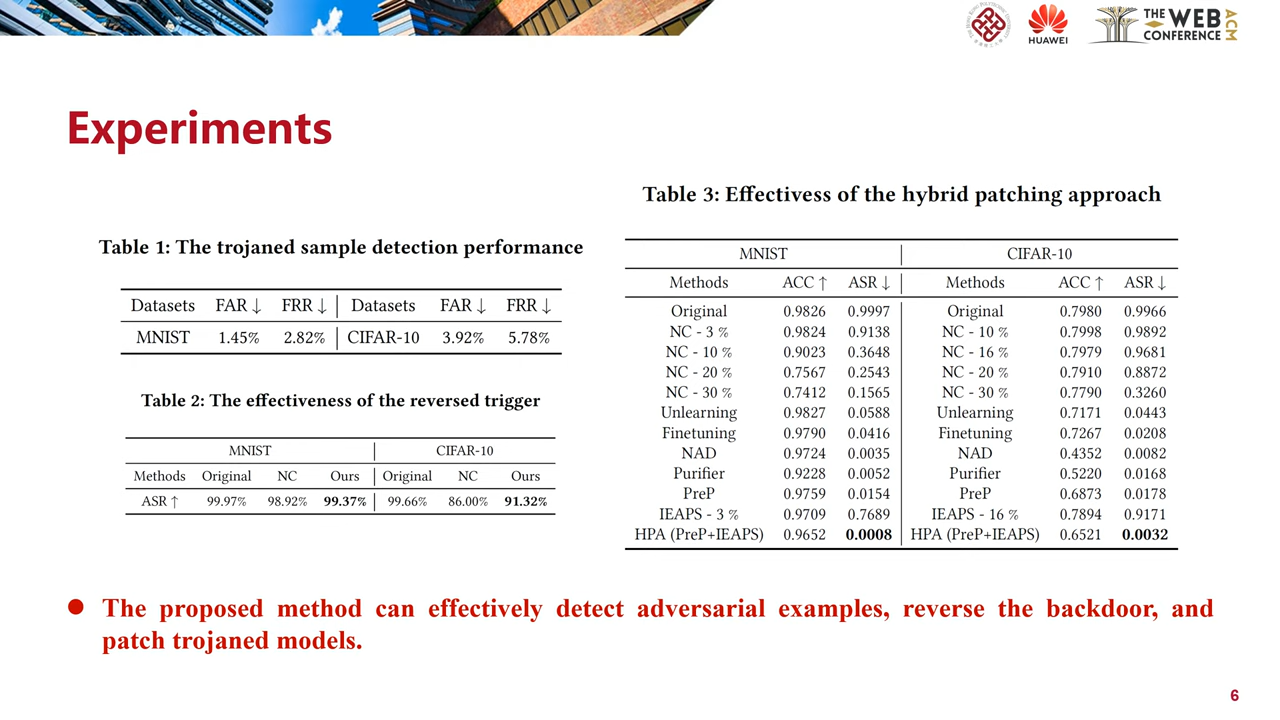 HUAWEI
THE WEB CONFERENCE ACM
Experiments
Table 1: The trojaned sample detection performance
Datasets FAR ↓ FRR ↓ Datasets FAR ↓ FRR ↓
MNIST 1.45% 2.82% CIFAR-10 3.92% 5.78%
Table 2: The effectiveness of the reversed trigger
MNIST CIFAR-10
Methods Original NC Ours Original NC Ours
ASR ↑ 99.97% 98.92% 99.37% 99.66% 86.00% 91.32%
Table 3: Effectivess of the hybrid patching approach
MNIST CIFAR-10
Methods ACC ↑ ASR ↓ Methods ACC ↑ ASR ↓
Original 0.9826 0.9997 Original 0.7980 0.9966
NC - 3 % 0.9824 0.9138 NC - 10 % 0.7998 0.9892
NC - 10 % 0.9023 0.3648 NC - 16 % 0.7979 0.9681
NC - 20 % 0.7567 0.2543 NC - 20 % 0.7910 0.8872
NC - 30 % 0.7412 0.1565 NC - 30 % 0.7790 0.3260
Unlearning 0.9827 0.0588 Unlearning 0.7171 0.0443
Finetuning 0.9790 0.0416 Finetuning 0.7267 0.0208
NAD 0.9724 0.0035 NAD 0.4352 0.0082
Purifier 0.9228 0.0052 Purifier 0.5220 0.0168
PreP 0.9759 0.0154 PreP 0.6873 0.0178
IEAPS - 3 % 0.9709 0.7689 IEAPS - 16 % 0.7894 0.9171
HPA (PreP+IEAPS) 0.9652 0.0008 HPA (PreP+IEAPS) 0.6521 0.0032
The proposed method can effectively detect adversarial examples, reverse the backdoor, and
patch trojaned models.
6